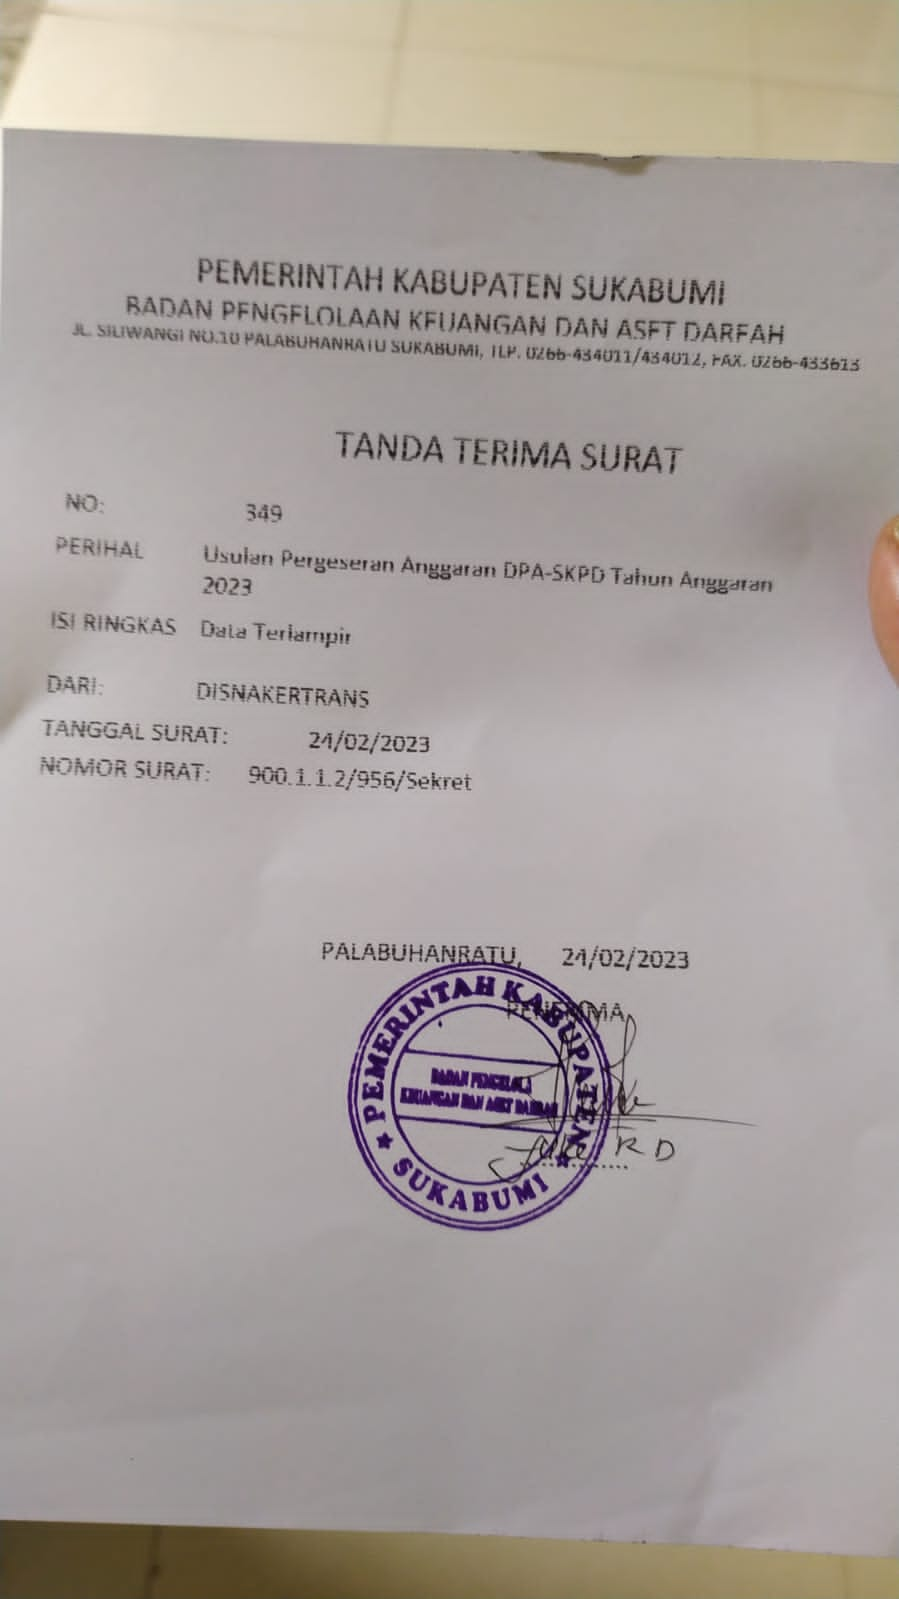 PEMERINTAH KABUPATEN SUKABUMI
BADAN PENGELOLAAN KEUANGAN DAN ASET DAERAH
JL. SILIWANGI NO.10 PALABUHANRATU SUKABUMI, TLP. 0266-434011/434012, FAX. 0266-433613
TANDA TERIMA SURAT
NO: 349
PERIHAL Usulan Pergeseran Anggaran DPA-SKPD Tahun Anggaran
2023
ISI RINGKAS Data Terlampir
DARI: DISNAKERTRANS
TANGGAL SURAT: 24/02/2023
NOMOR SURAT: 900.1.1.2/956/Sekret
PALABUHANRATU, 24/02/2023
PENERIMA
PEMERINTAH KABUPATEN
BADAN PENGELOLA
KEUANGAN DAN ASET DAERAH
SUKABUMI
RD